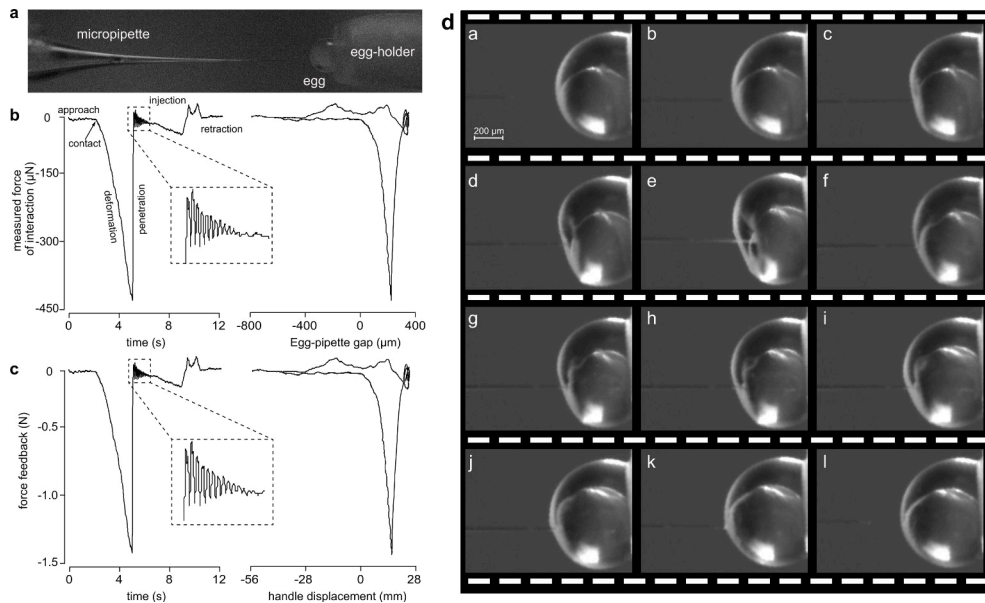 a
micropipette
egg-holder
egg
b
approach
injection
retraction
contact
deformation
penetration
measured force
of interaction (µN)
0
-150
-300
-450
0 4 8 12
time (s)
-800 -400 0 400
Egg-pipette gap (µm)
c
force feedback (N)
0
-0.5
-1.0
-1.5
0 4 8 12
time (s)
-56 -28 0 28
handle displacement (mm)
d
a b c
200 µm
d e f
g h i
j k l